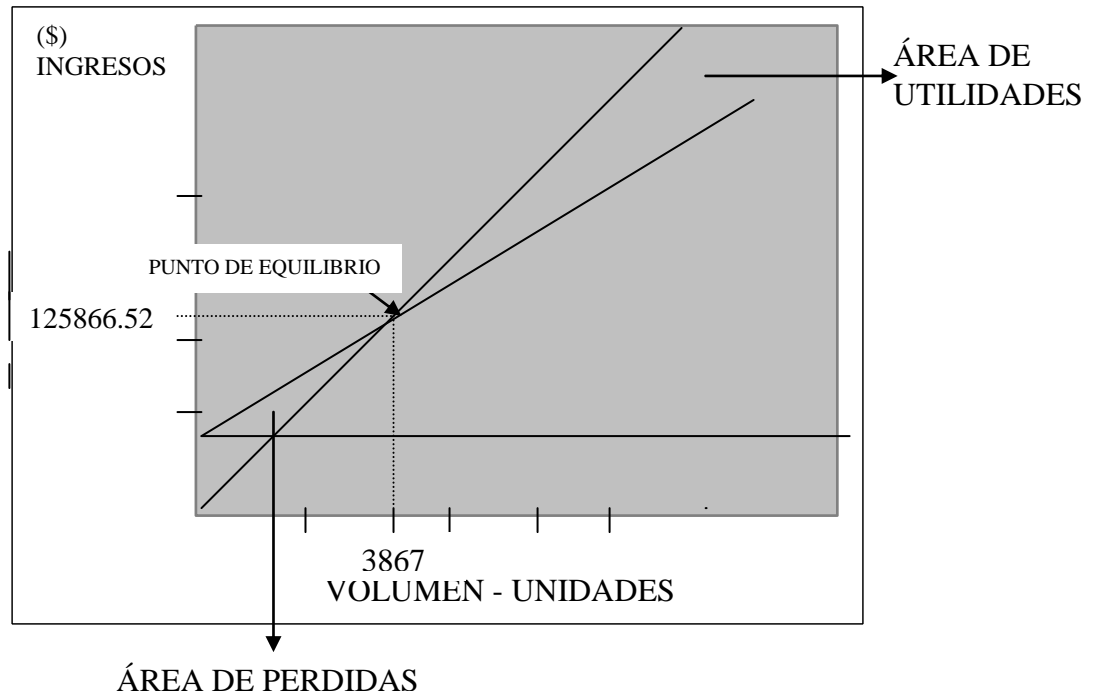 ($)
INGRESOS
ÁREA DE
UTILIDADES
PUNTO DE EQUILIBRIO
125866.52
3867
VOLUMEN - UNIDADES
ÁREA DE PERDIDAS